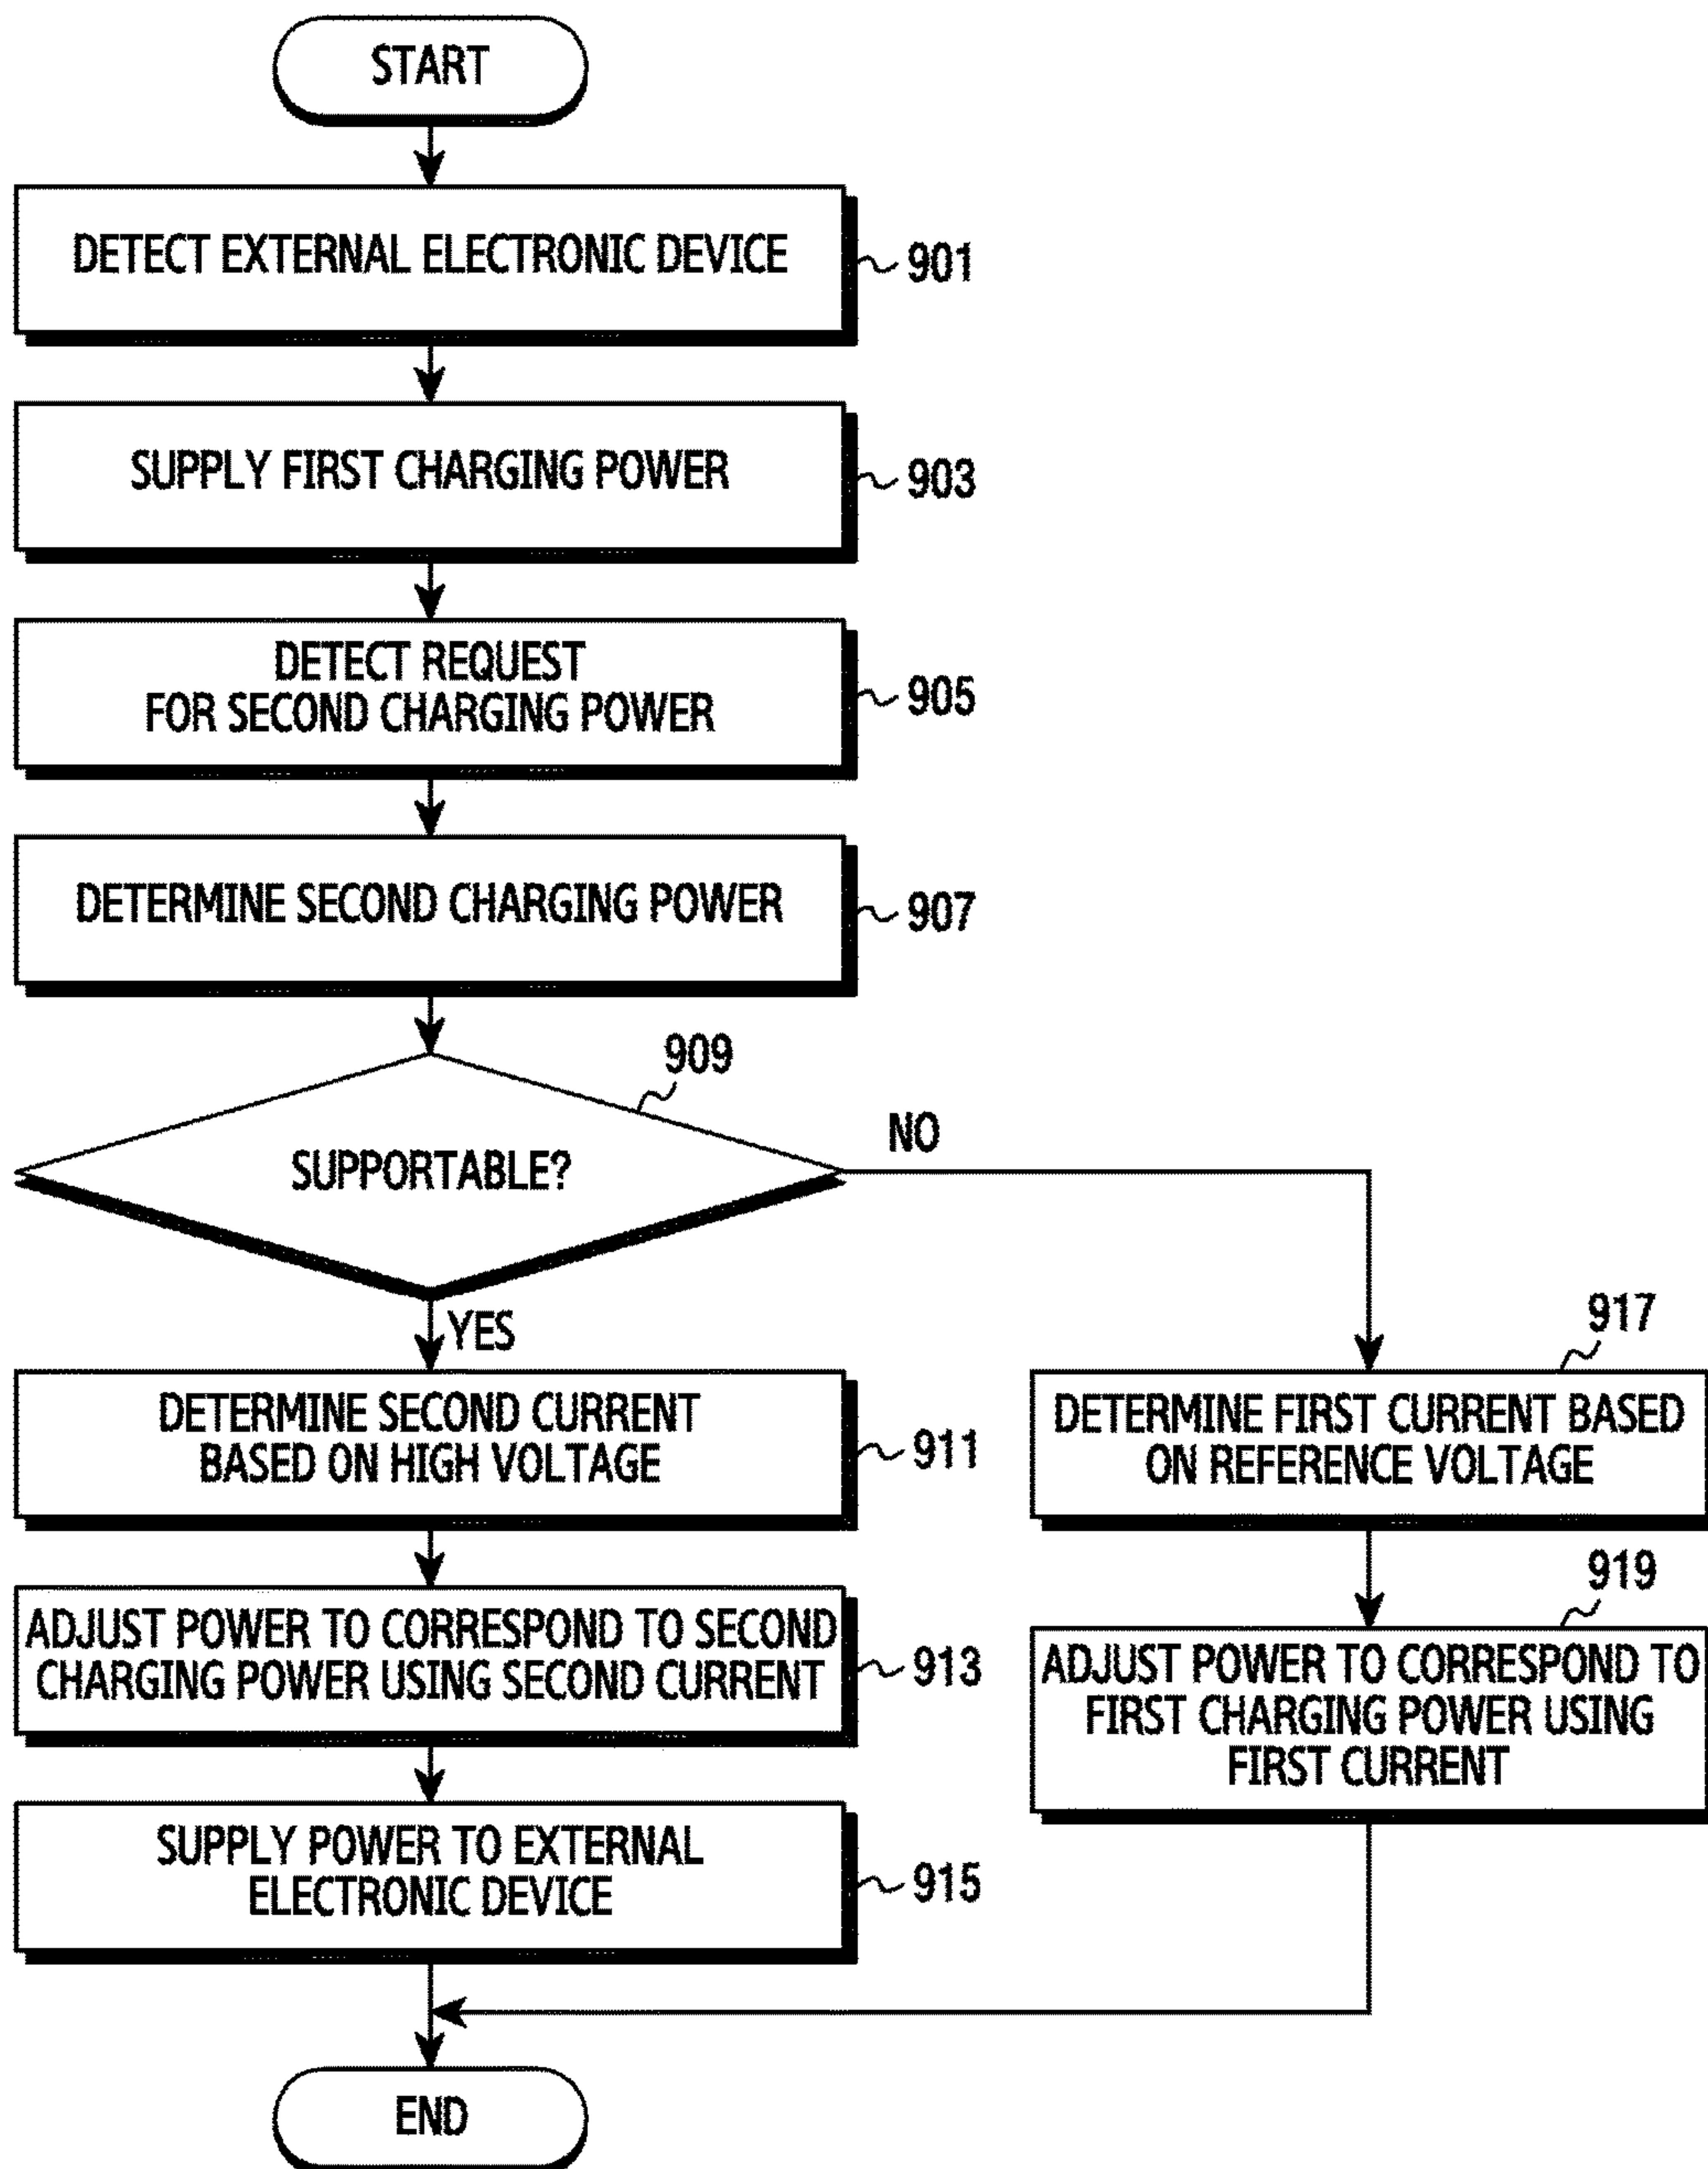 START
DETECT EXTERNAL ELECTRONIC DEVICE
901
SUPPLY FIRST CHARGING POWER
903
DETECT REQUEST
FOR SECOND CHARGING POWER
905
DETERMINE SECOND CHARGING POWER
907
909
SUPPORTABLE?
NO
YES
DETERMINE SECOND CURRENT
BASED ON HIGH VOLTAGE
911
ADJUST POWER TO CORRESPOND TO SECOND
CHARGING POWER USING SECOND CURRENT
913
SUPPLY POWER TO EXTERNAL
ELECTRONIC DEVICE
915
917
DETERMINE FIRST CURRENT BASED
ON REFERENCE VOLTAGE
919
ADJUST POWER TO CORRESPOND TO
FIRST CHARGING POWER USING
FIRST CURRENT
END